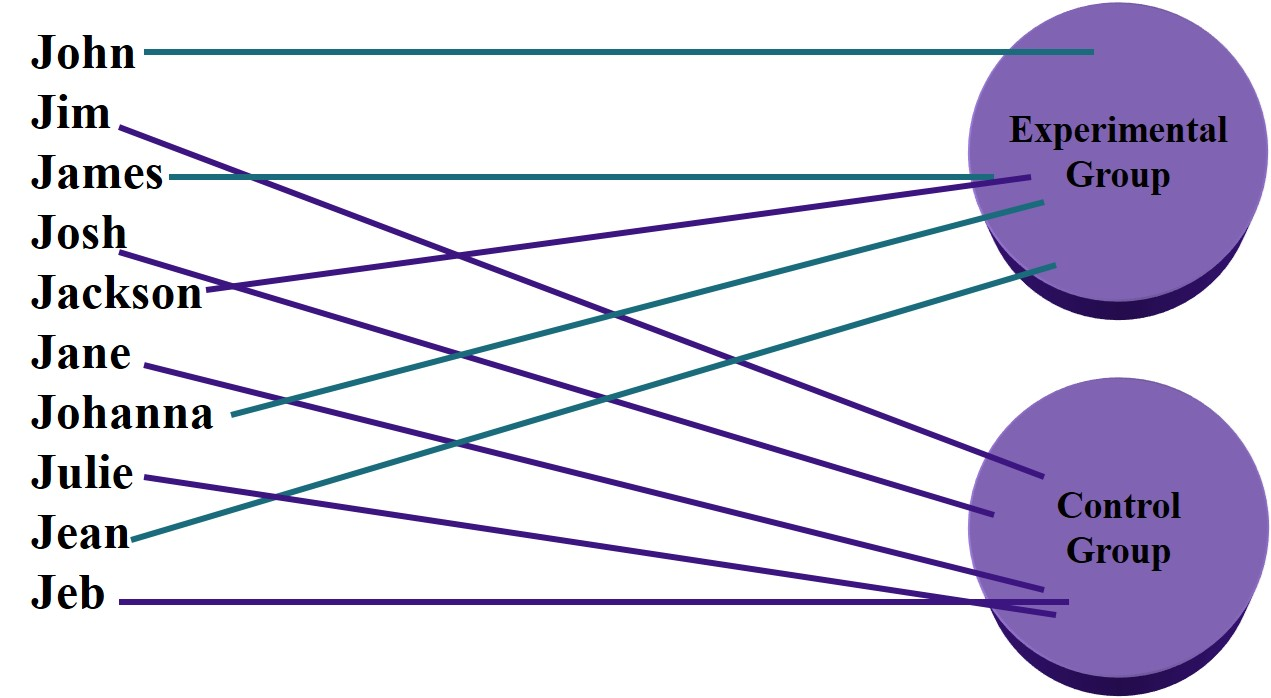 John
Jim
James
Josh
Jackson
Jane
Johanna
Julie
Jean
Jeb
Experimental
Group
Control
Group